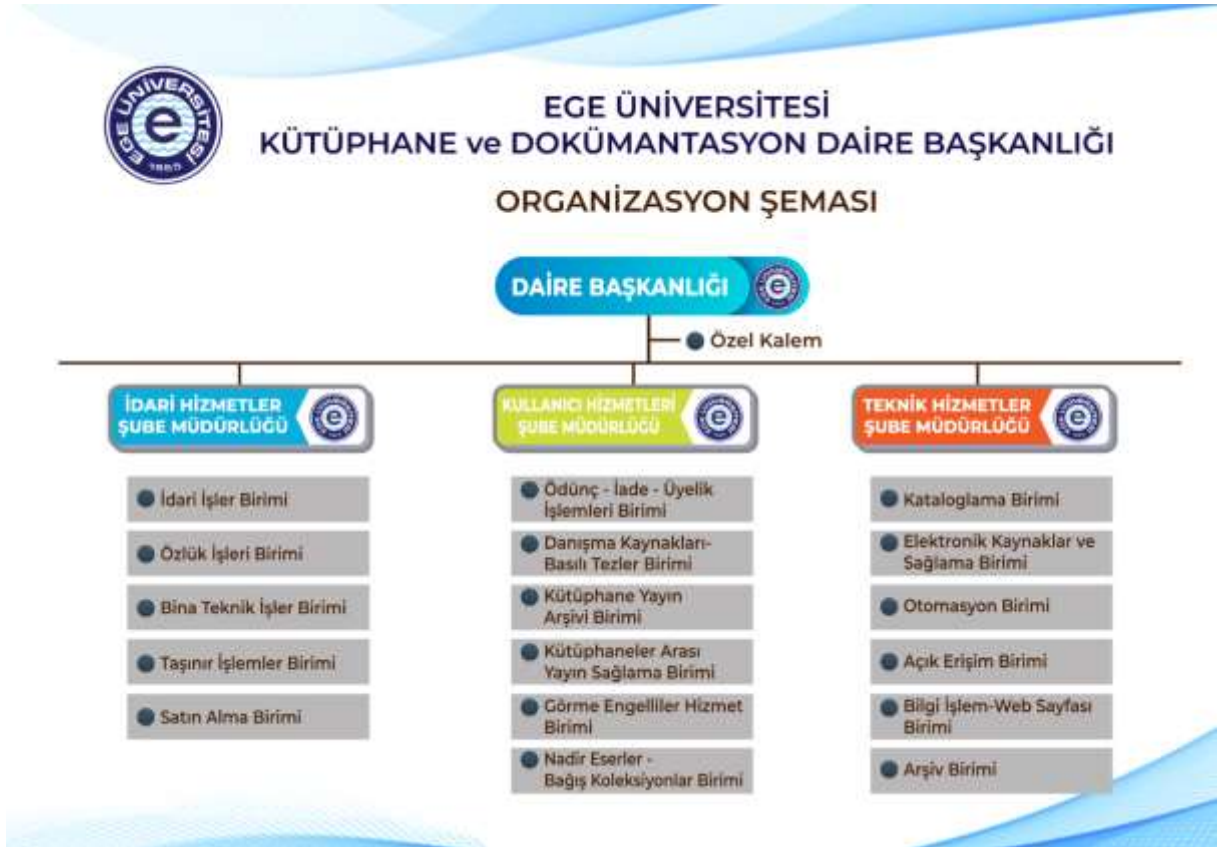 EGE ÜNİVERSİTESİ
KÜTÜPHANE ve DOKÜMANTASYON DAİRE BAŞKANLIĞI
ORGANİZASYON ŞEMASI
EGE ÜNİVERSİTESİ
1955
DAİRE BAŞKANLIĞI
Özel Kalem
İDARİ HİZMETLER
ŞUBE MÜDÜRLÜĞÜ
İdari İşler Birimi
Özlük İşleri Birimi
Bina Teknik İşler Birimi
Taşınır İşlemler Birimi
Satın Alma Birimi
KULLANICI HİZMETLERİ
ŞUBE MÜDÜRLÜĞÜ
Ödünç - İade - Üyelik
İşlemleri Birimi
Danışma Kaynakları-
Basılı Tezler Birimi
Kütüphane Yayın
Arşivi Birimi
Kütüphaneler Arası
Yayın Sağlama Birimi
Görme Engelliler Hizmet
Birimi
Nadir Eserler -
Bağış Koleksiyonlar Birimi
TEKNİK HİZMETLER
ŞUBE MÜDÜRLÜĞÜ
Kataloglama Birimi
Elektronik Kaynaklar ve
Sağlama Birimi
Otomasyon Birimi
Açık Erişim Birimi
Bilgi İşlem-Web Sayfası
Birimi
Arşiv Birimi